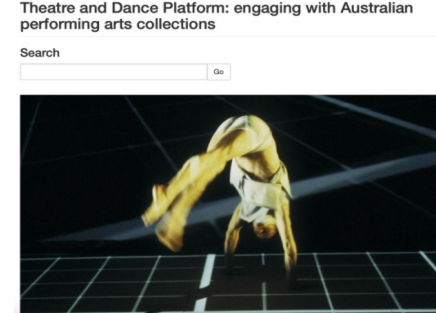 Theatre and Dance Platform: engaging with Australian
performing arts collections
Search
Go